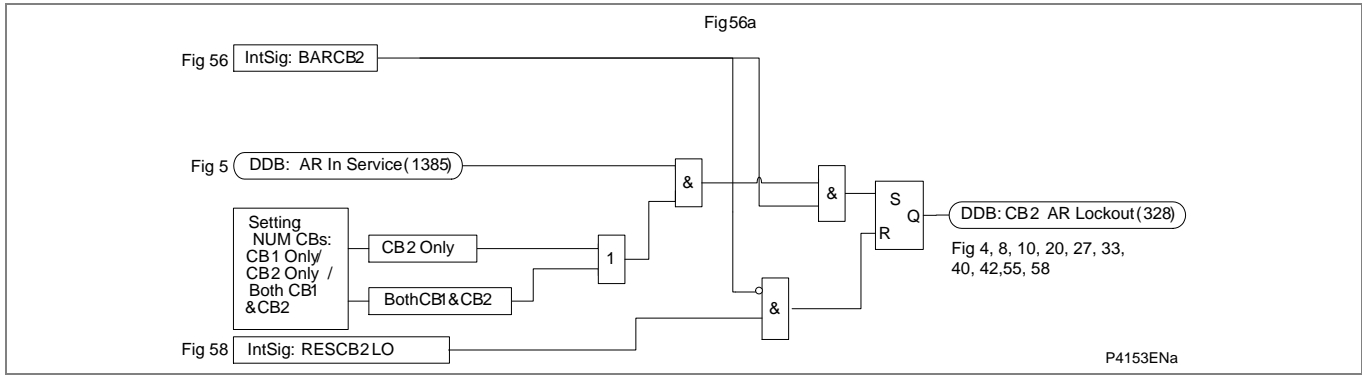 Fig56a
Fig 56
IntSig: BARCB2
Fig 5
DDB: AR In Service(1385)
&
&
S
Q
R
DDB: CB2 AR Lockout(328)
Fig 4, 8, 10, 20, 27, 33,
40, 42,55, 58
Setting
NUM CBs:
CB1 Only/
CB2 Only /
Both CB1
&CB2
CB2 Only
1
BothCB1&CB2
&
Fig 58
IntSig: RESCB2LO
P4153ENa